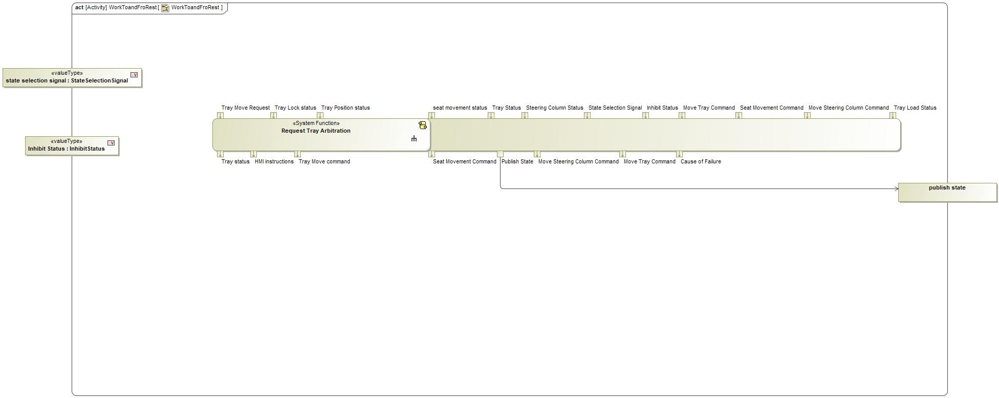 act [Activity] WorkToandFroRest [ WorkToandFroRest ]
«valueType»
state selection signal : StateSelectionSignal
V
Tray Move Request Tray Lock status Tray Position status seat movement status Tray Status Steering Column Status State Selection Signal Inhibit Status Move Tray Command Seat Movement Command Move Steering Column Command Tray Load Status
«System Function»
Request Tray Arbitration
«valueType»
Inhibit Status : InhibitStatus
V
Tray status HMI instructions Tray Move command Seat Movement Command Publish State Move Steering Column Command Move Tray Command Cause of Failure
publish state